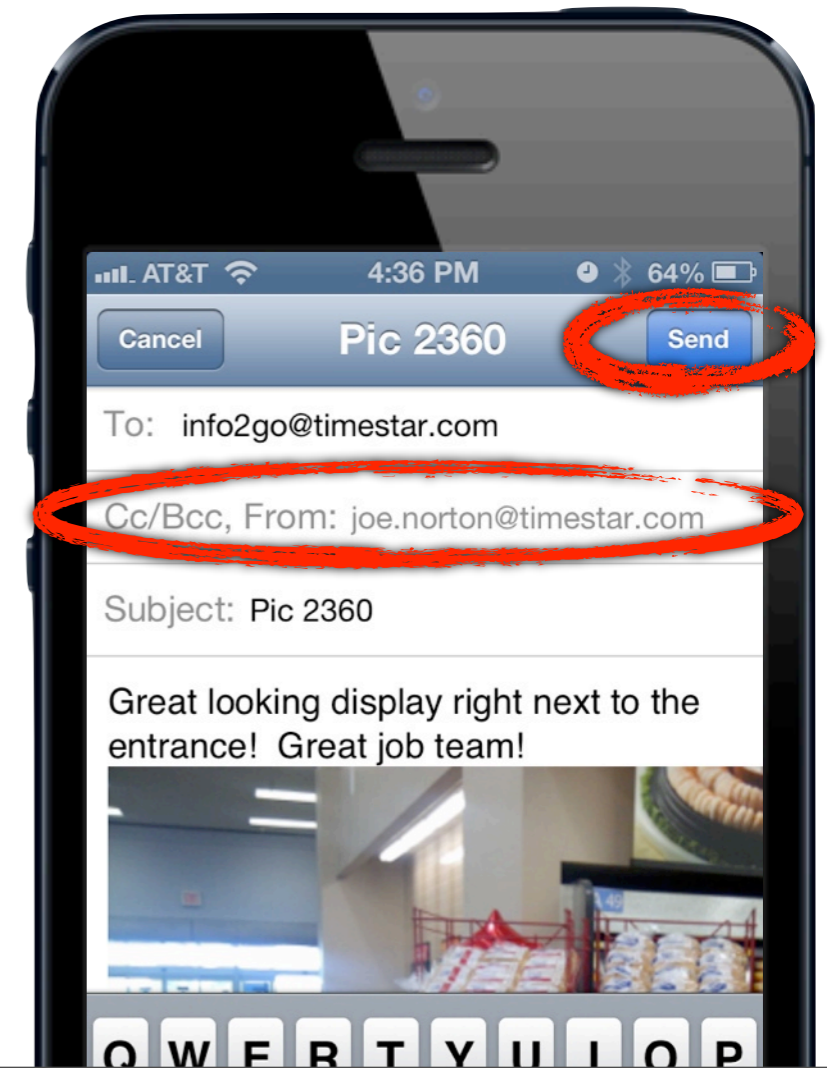 AT&T 4:36 PM 64%
Cancel Pic 2360 Send
To: info2go@timestar.com
Cc/Bcc, From: joe.norton@timestar.com
Subject: Pic 2360
Great looking display right next to the
entrance!  Great job team!
A 49
Q W E R T Y U I O P